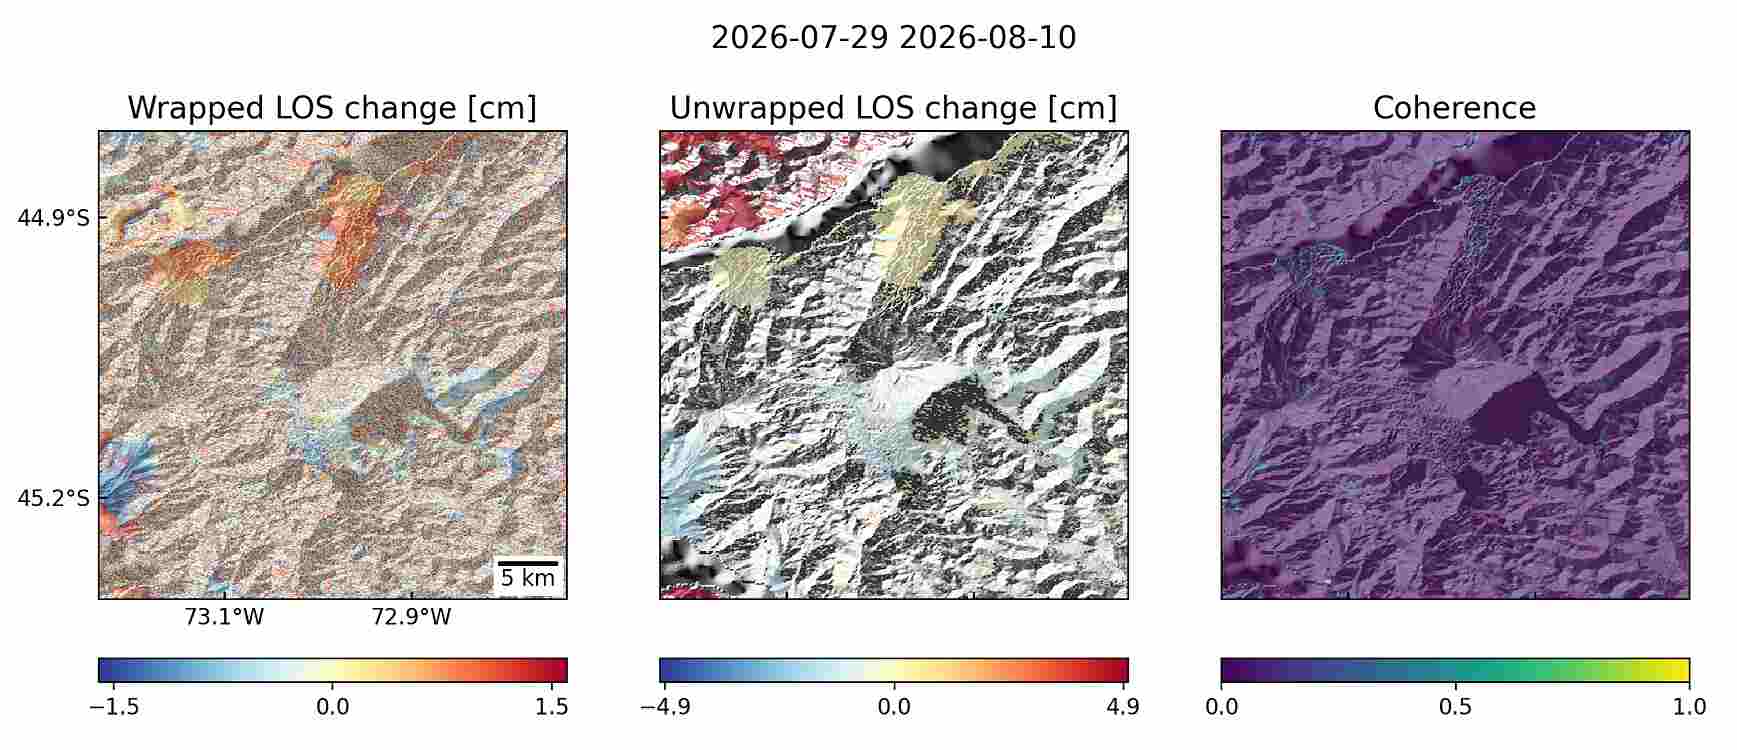 2026-07-29 2026-08-10
Wrapped LOS change [cm]
Unwrapped LOS change [cm]
Coherence
44.9°S
45.2°S
5 km
73.1°W
72.9°W
−1.5
0.0
1.5
−4.9
0.0
4.9
0.0
0.5
1.0